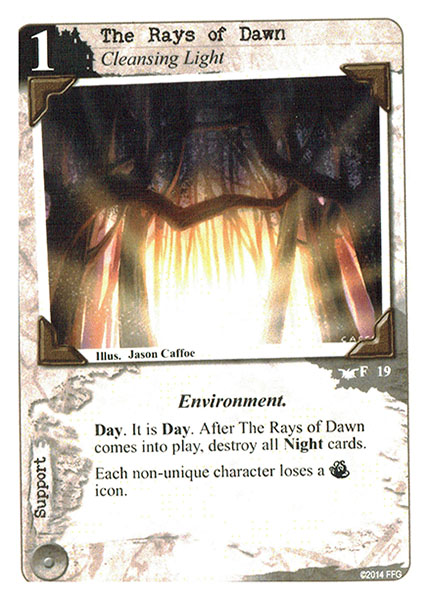 1
The Rays of Dawn
Cleansing Light
Illus. Jason Caffoe
F 19
Environment.
Day. It is Day. After The Rays of Dawn
comes into play, destroy all Night cards.
Each non-unique character loses a
icon.
Support
©2014 FFG